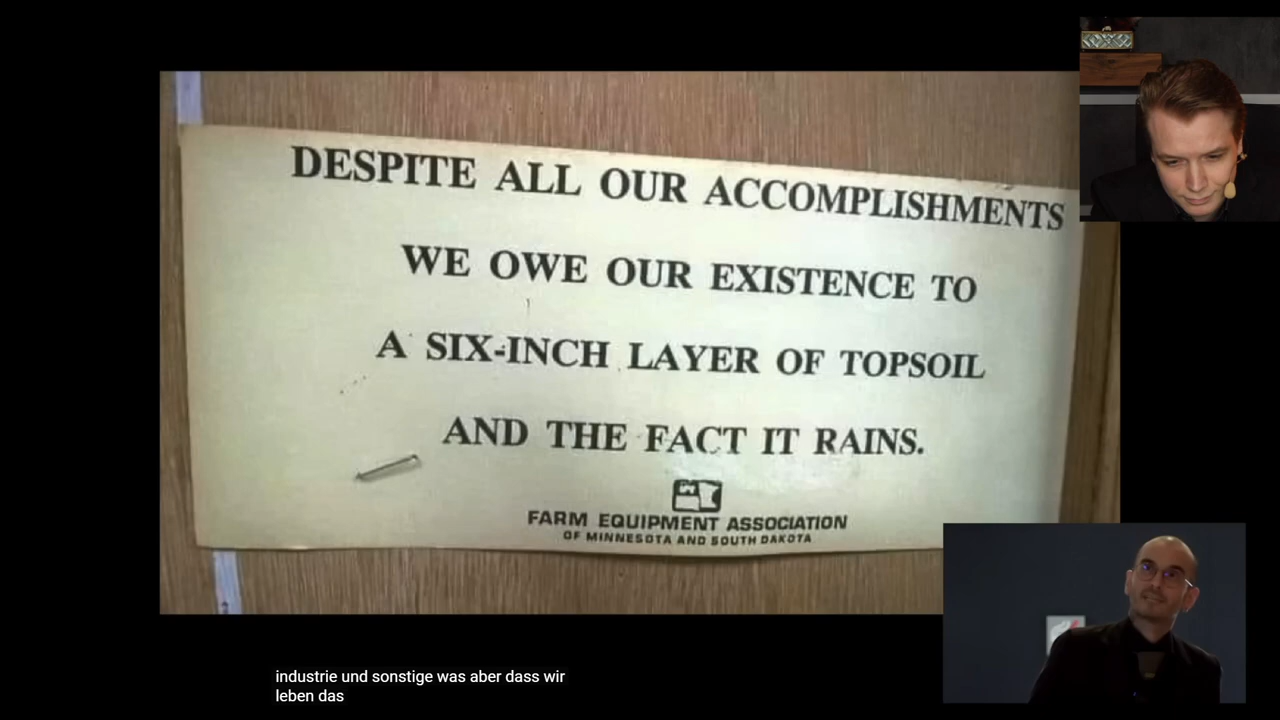 DESPITE ALL OUR ACCOMPLISHMENTS
WE OWE OUR EXISTENCE TO
A SIX-INCH LAYER OF TOPSOIL
AND THE FACT IT RAINS.
FARM EQUIPMENT ASSOCIATION
OF MINNESOTA AND SOUTH DAKOTA
industrie und sonstige was aber dass wir
leben das